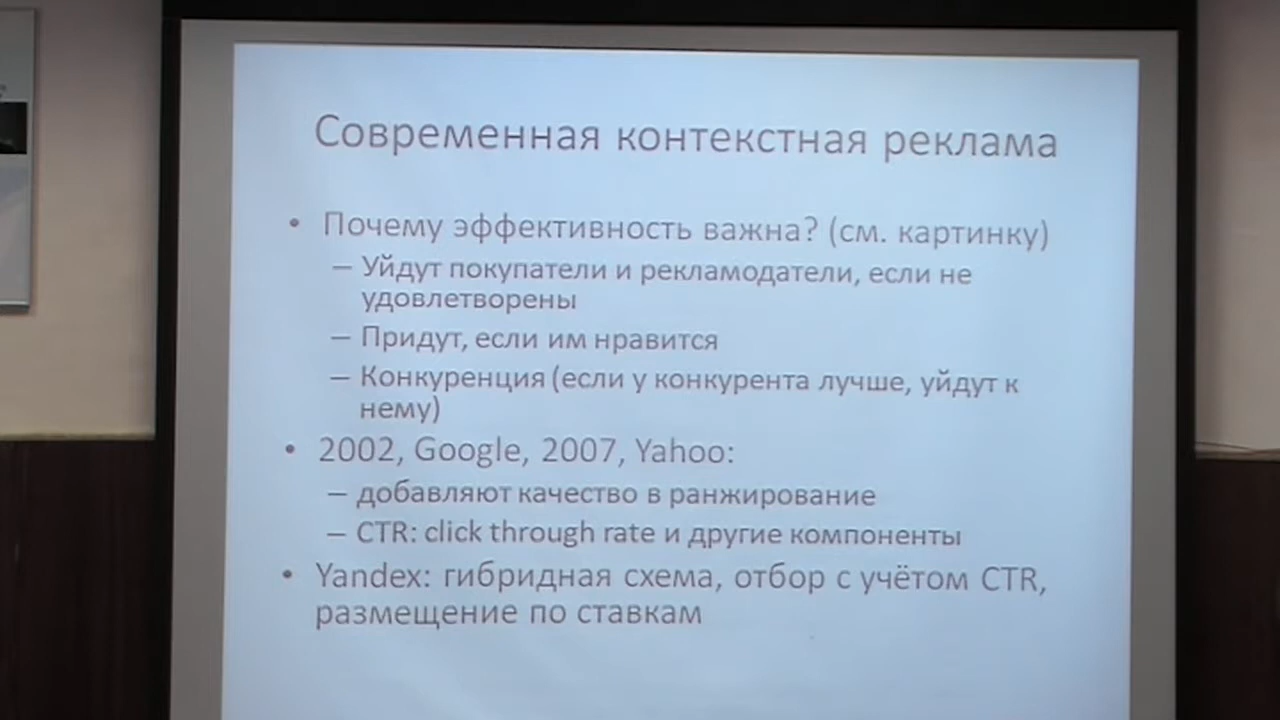 Современная контекстная реклама
• Почему эффективность важна? (см. картинку)
– Уйдут покупатели и рекламодатели, если не
удовлетворены
– Придут, если им нравится
– Конкуренция (если у конкурента лучше, уйдут к
нему)
• 2002, Google, 2007, Yahoo:
– добавляют качество в ранжирование
– CTR: click through rate и другие компоненты
• Yandex: гибридная схема, отбор с учётом CTR,
размещение по ставкам